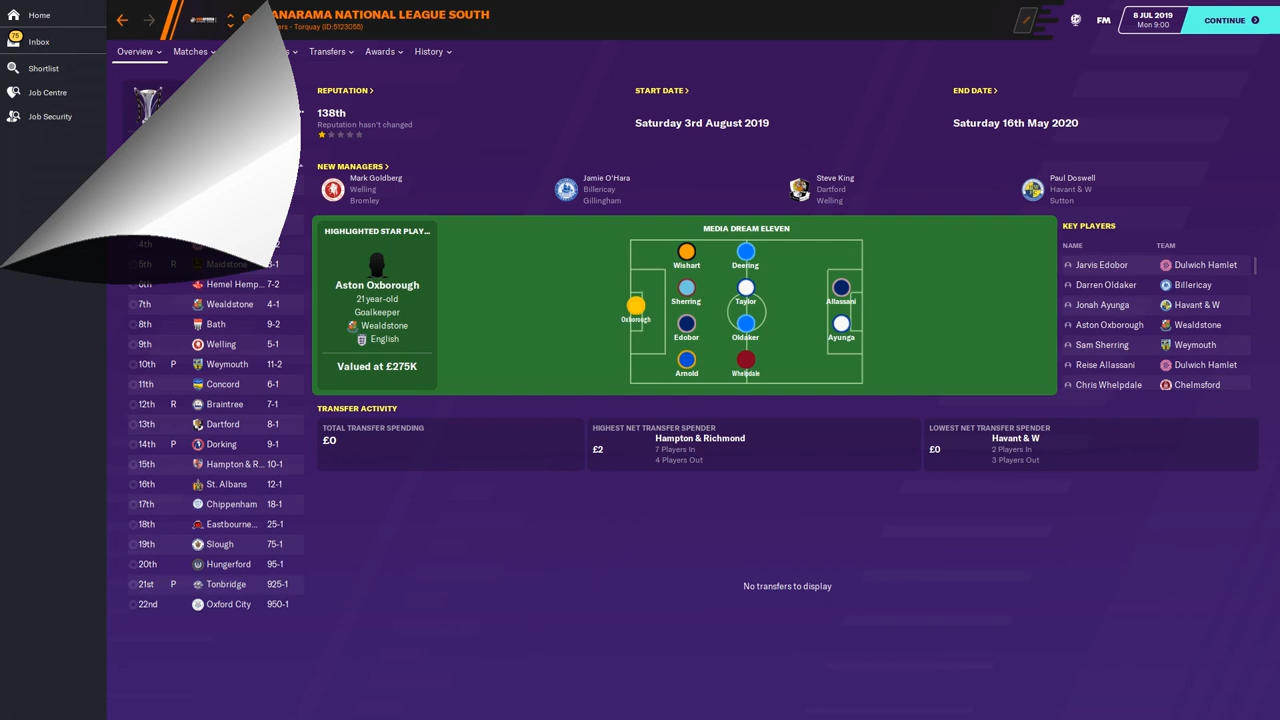 Home
75
Inbox
Shortlist
Job Centre
Job Security
ANARAMA NATIONAL LEAGUE SOUTH
ers - Torquay (ID:5123055)
FM
8 JUL 2019
Mon 9:00
CONTINUE
Overview
Matches
Transfers
Awards
History
REPUTATION
138th
Reputation hasn't changed
START DATE
Saturday 3rd August 2019
END DATE
Saturday 16th May 2020
NEW MANAGERS
Mark Goldberg
Welling
Bromley
Jamie O'Hara
Billericay
Gillingham
Steve King
Dartford
Welling
Paul Doswell
Havant & W
Sutton
4th
5th R Maidstone
6th Hemel Hemp... 7-2
7th Wealdstone 4-1
8th Bath 9-2
9th Welling 5-1
10th P Weymouth 11-2
11th Concord 6-1
12th R Braintree 7-1
13th Dartford 8-1
14th P Dorking 9-1
15th Hampton & R... 10-1
16th St. Albans 12-1
17th Chippenham 18-1
18th Eastbourne... 25-1
19th Slough 75-1
20th Hungerford 95-1
21st P Tonbridge 925-1
22nd Oxford City 950-1
HIGHLIGHTED STAR PLAY...
Aston Oxborough
21 year-old
Goalkeeper
Wealdstone
English
Valued at £275K
MEDIA DREAM ELEVEN
Wishart
Deering
Sherring
Taylor
Allassani
Oxborough
Edobor
Oldaker
Ayunga
Arnold
Whelpdale
KEY PLAYERS
NAME TEAM
Jarvis Edobor Dulwich Hamlet
Darren Oldaker Billericay
Jonah Ayunga Havant & W
Aston Oxborough Wealdstone
Sam Sherring Weymouth
Reise Allassani Dulwich Hamlet
Chris Whelpdale Chelmsford
TRANSFER ACTIVITY
TOTAL TRANSFER SPENDING
£0
HIGHEST NET TRANSFER SPENDER
£2
Hampton & Richmond
7 Players In
4 Players Out
LOWEST NET TRANSFER SPENDER
£0
Havant & W
2 Players In
3 Players Out
No transfers to display